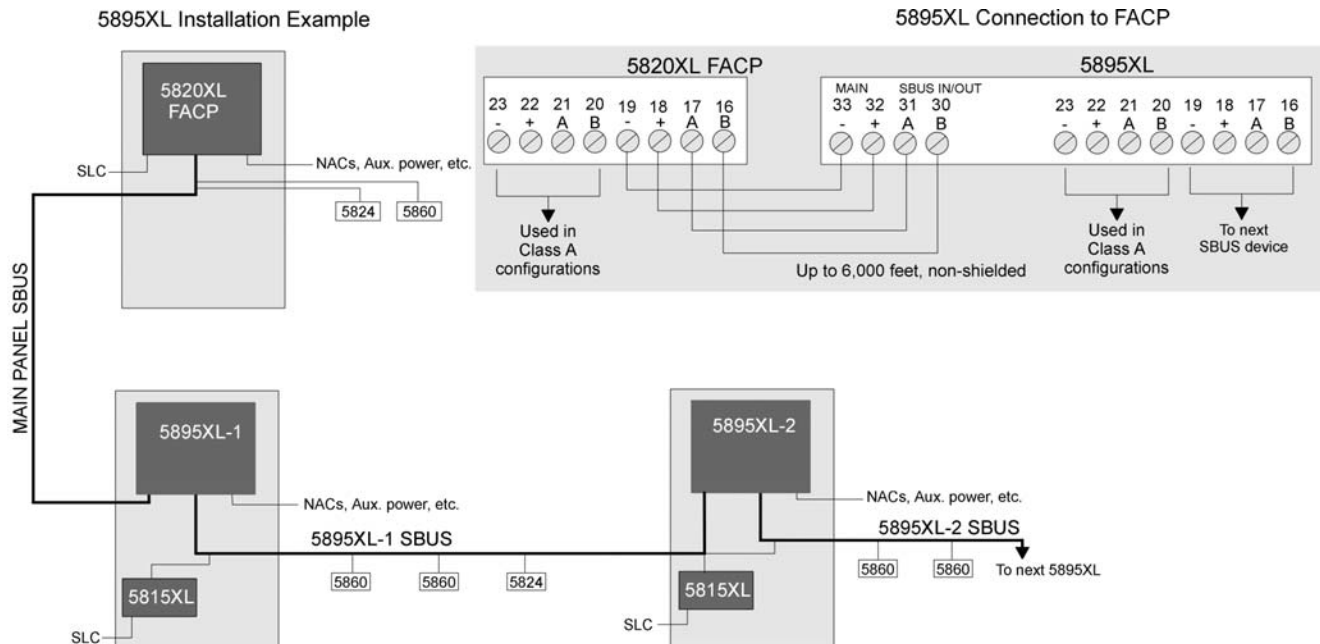 5895XL Installation Example
5895XL Connection to FACP
5820XL
FACP
SLC
NACs, Aux. power, etc.
5824
5860
MAIN PANEL SBUS
5820XL FACP
23 22 21 20 19 18 17 16
- + A B - + A B
Used in
Class A
configurations
5895XL
MAIN SBUS IN/OUT
33 32 31 30
- + A B
23 22 21 20 19 18 17 16
- + A B - + A B
Used in
Class A
configurations
To next
SBUS device
Up to 6,000 feet, non-shielded
5895XL-1
NACs, Aux. power, etc.
5895XL-1 SBUS
5860
5860
5824
5815XL
SLC
5895XL-2
NACs, Aux. power, etc.
5895XL-2 SBUS
5860
5860
To next 5895XL
5815XL
SLC